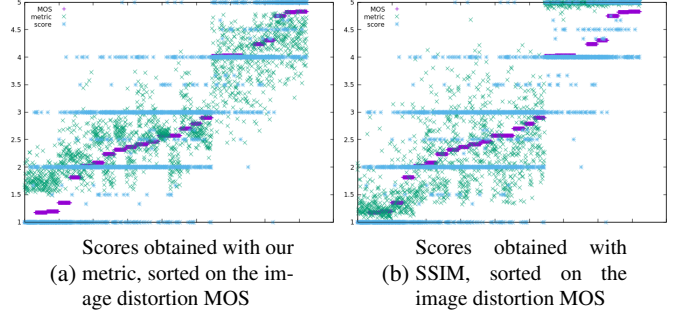 MOS
metric
score
5
4.5
4
3.5
3
2.5
2
1.5
1
MOS
metric
score
5
4.5
4
3.5
3
2.5
2
1.5
1
Scores obtained with our
(a) metric, sorted on the im-
age distortion MOS
Scores obtained with
(b) SSIM, sorted on the
image distortion MOS